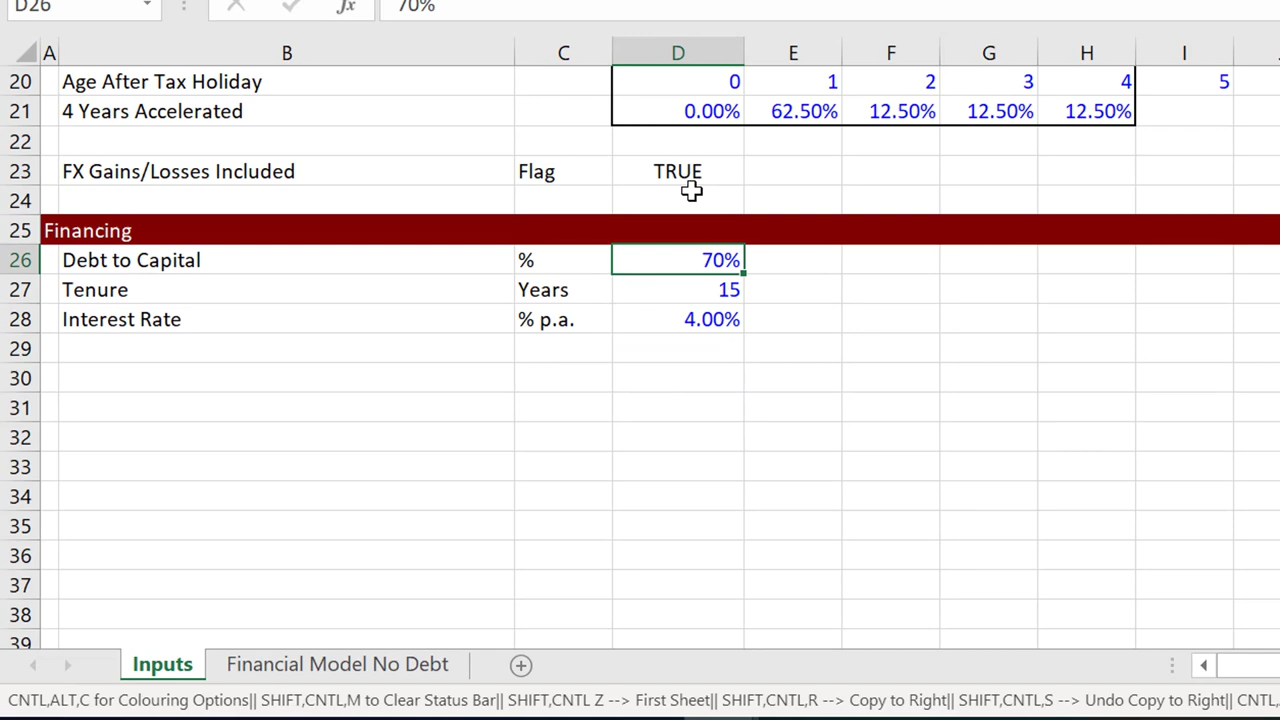 D26 fx 70%
A B C D E F G H I
20 Age After Tax Holiday 0 1 2 3 4 5
21 4 Years Accelerated 0.00% 62.50% 12.50% 12.50% 12.50%
22
23 FX Gains/Losses Included Flag TRUE
24
25 Financing
26 Debt to Capital % 70%
27 Tenure Years 15
28 Interest Rate % p.a. 4.00%
29
30
31
32
33
34
35
36
37
38
39
Inputs Financial Model No Debt
CNTL,ALT,C for Colouring Options|| SHIFT,CNTL,M to Clear Status Bar|| SHIFT,CNTL Z --> First Sheet|| SHIFT,CNTL,R --> Copy to Right|| SHIFT,CNTL,S --> Undo Copy to Right|| CNTL,